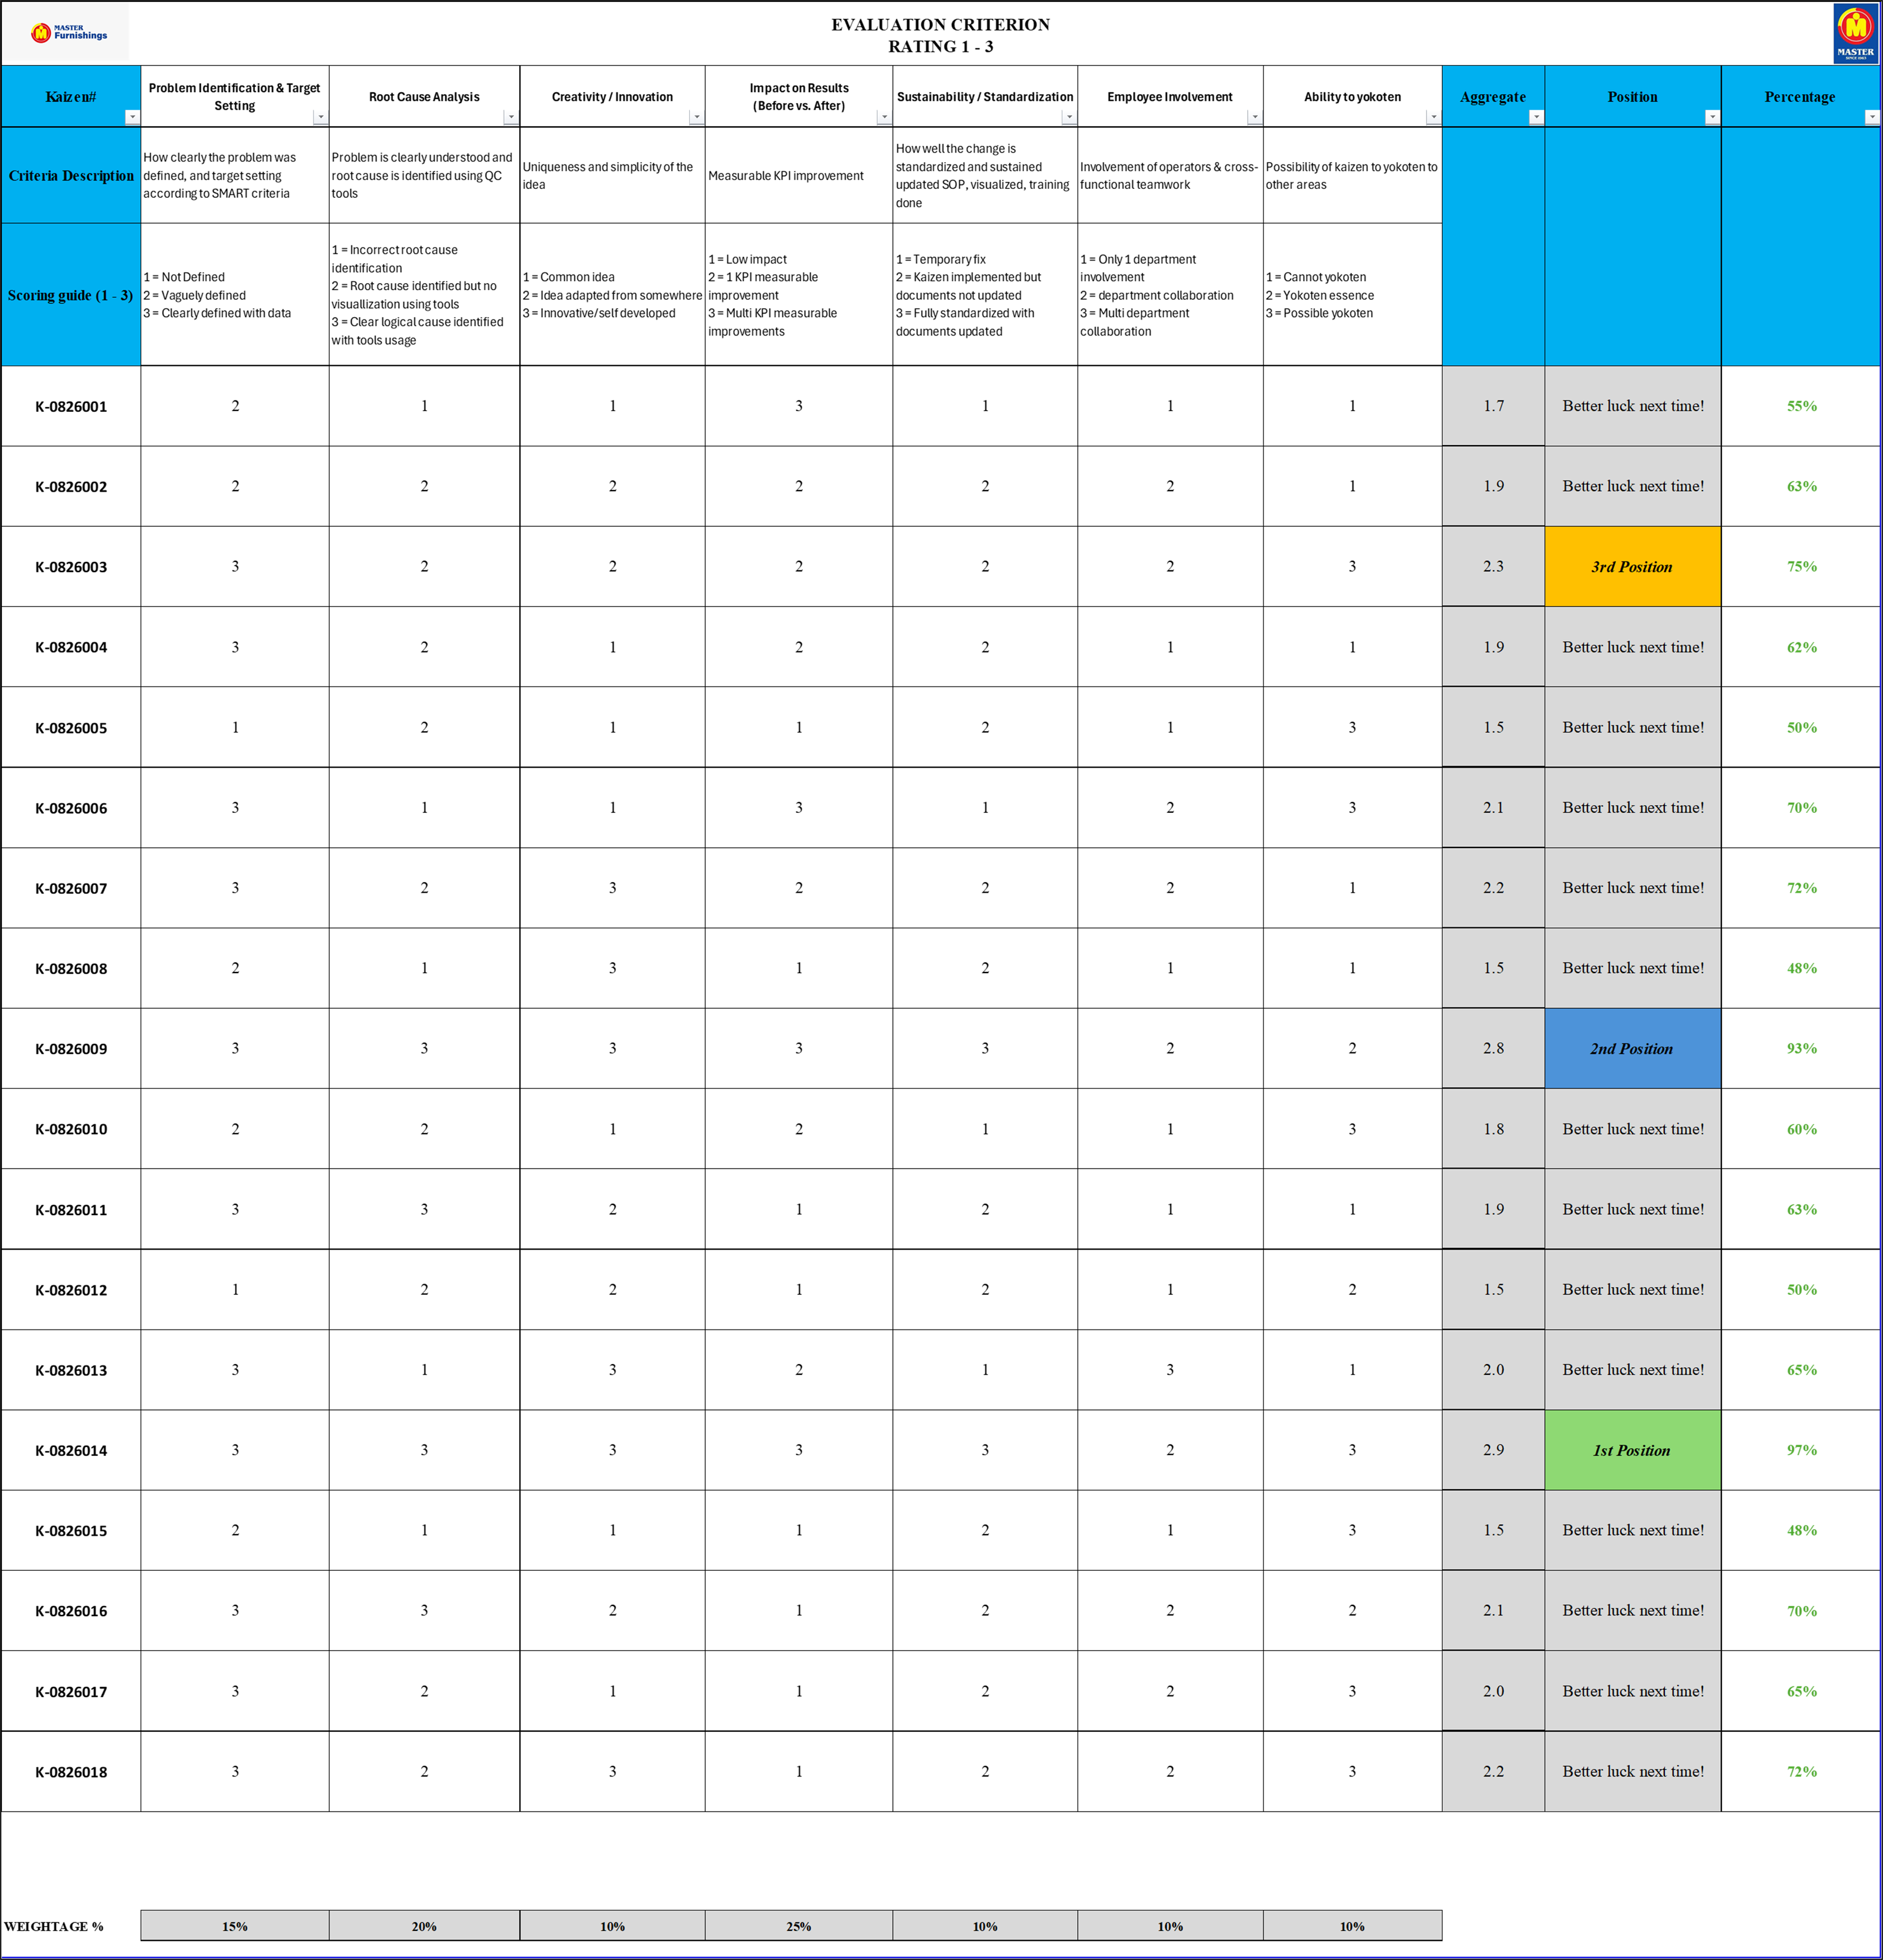 MASTER
Furnishings
EVALUATION CRITERION
RATING 1 - 3
MASTER
Kaizen#
Problem Identification & Target
Setting
Root Cause Analysis
Creativity / Innovation
Impact on Results
(Before vs. After)
Sustainability / Standardization
Employee Involvement
Ability to yokoten
Aggregate
Position
Percentage
Criteria Description
How clearly the problem was
defined, and target setting
according to SMART criteria
Problem is clearly understood and
root cause is identified using QC
tools
Uniqueness and simplicity of the
idea
Measurable KPI improvement
How well the change is
standardized and sustained
updated SOP, visualized, training
done
Involvement of operators & cross-
functional teamwork
Possibility of kaizen to yokoten to
other areas
Scoring guide (1 - 3)
1 = Not Defined
2 = Vaguely defined
3 = Clearly defined with data
1 = Incorrect root cause
identification
2 = Root cause identified but no
visuallization using tools
3 = Clear logical cause identified
with tools usage
1 = Common idea
2 = Idea adapted from somewhere
3 = Innovative/self developed
1 = Low impact
2 = 1 KPI measurable
improvement
3 = Multi KPI measurable
improvements
1 = Temporary fix
2 = Kaizen implemented but
documents not updated
3 = Fully standardized with
documents updated
1 = Only 1 department
involvement
2 = department collaboration
3 = Multi department
collaboration
1 = Cannot yokoten
2 = Yokoten essence
3 = Possible yokoten
K-0826001 2 1 1 3 1 1 1 1.7 Better luck next time! 55%
K-0826002 2 2 2 2 2 2 1 1.9 Better luck next time! 63%
K-0826003 3 2 2 2 2 2 3 2.3 3rd Position 75%
K-0826004 3 2 1 2 2 1 1 1.9 Better luck next time! 62%
K-0826005 1 2 1 1 2 1 3 1.5 Better luck next time! 50%
K-0826006 3 1 1 3 1 2 3 2.1 Better luck next time! 70%
K-0826007 3 2 3 2 2 2 1 2.2 Better luck next time! 72%
K-0826008 2 1 3 1 2 1 1 1.5 Better luck next time! 48%
K-0826009 3 3 3 3 3 2 2 2.8 2nd Position 93%
K-0826010 2 2 1 2 1 1 3 1.8 Better luck next time! 60%
K-0826011 3 3 2 1 2 1 1 1.9 Better luck next time! 63%
K-0826012 1 2 2 1 2 1 2 1.5 Better luck next time! 50%
K-0826013 3 1 3 2 1 3 1 2.0 Better luck next time! 65%
K-0826014 3 3 3 3 3 2 3 2.9 1st Position 97%
K-0826015 2 1 1 1 2 1 3 1.5 Better luck next time! 48%
K-0826016 3 3 2 1 2 2 2 2.1 Better luck next time! 70%
K-0826017 3 2 1 1 2 2 3 2.0 Better luck next time! 65%
K-0826018 3 2 3 1 2 2 3 2.2 Better luck next time! 72%
WEIGHTAGE % 15% 20% 10% 25% 10% 10% 10%